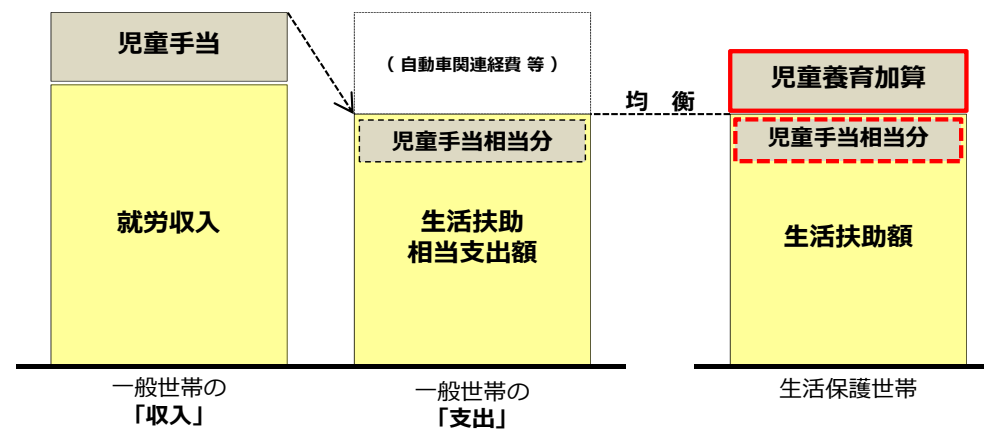 児童手当
就労収入
一般世帯の
「収入」
（ 自動車関連経費 等 ）
児童手当相当分
生活扶助
相当支出額
一般世帯の
「支出」
均　衡
児童養育加算
児童手当相当分
生活扶助額
生活保護世帯